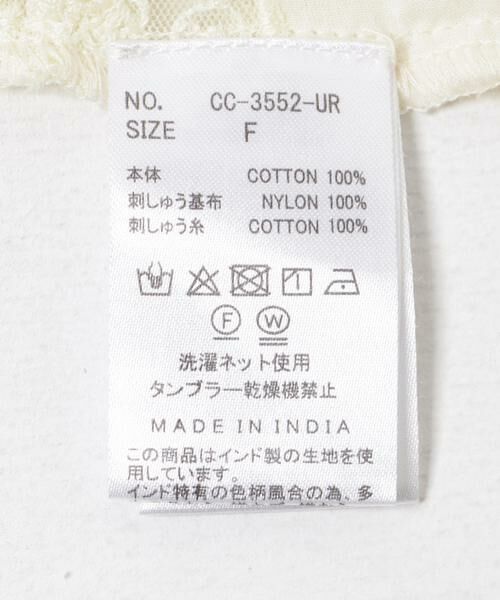 NO. CC-3552-UR
SIZE F
本体 COTTON 100%
刺しゅう基布 NYLON 100%
刺しゅう糸 COTTON 100%
F W
洗濯ネット使用
タンブラー乾燥機禁止
MADE IN INDIA
この商品はインド製の生地を使
用しています。
インド特有の色柄風合の為、多